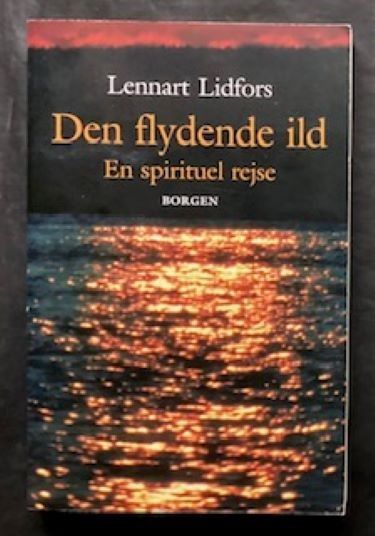 Lennart Lidfors
Den flydende ild
En spirituel rejse
BORGEN